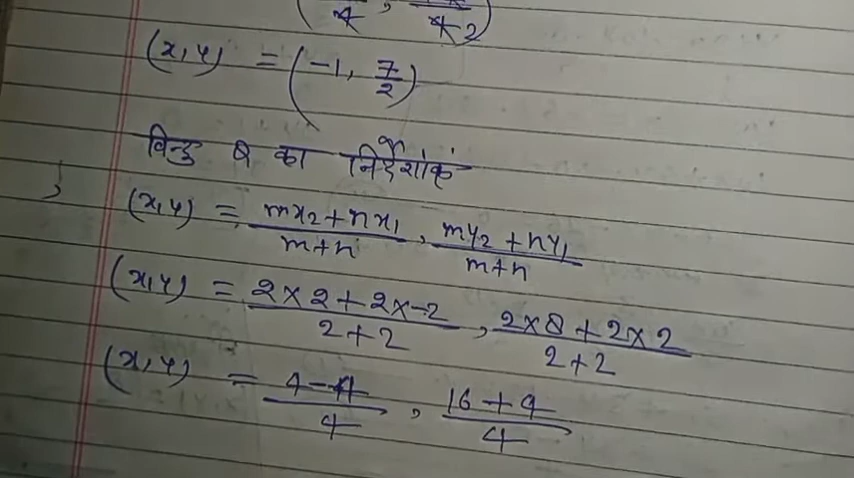 (x,y) = (-1, 7/2)
बिन्दु Q का निर्देशांक
(x,y) = mx₂+nx₁/m+n , my₂+ny₁/m+n
(x,y) = 2×2+2×-2/2+2 , 2×8+2×2/2+2
(x,y) = 4-4/4 , 16+4/4